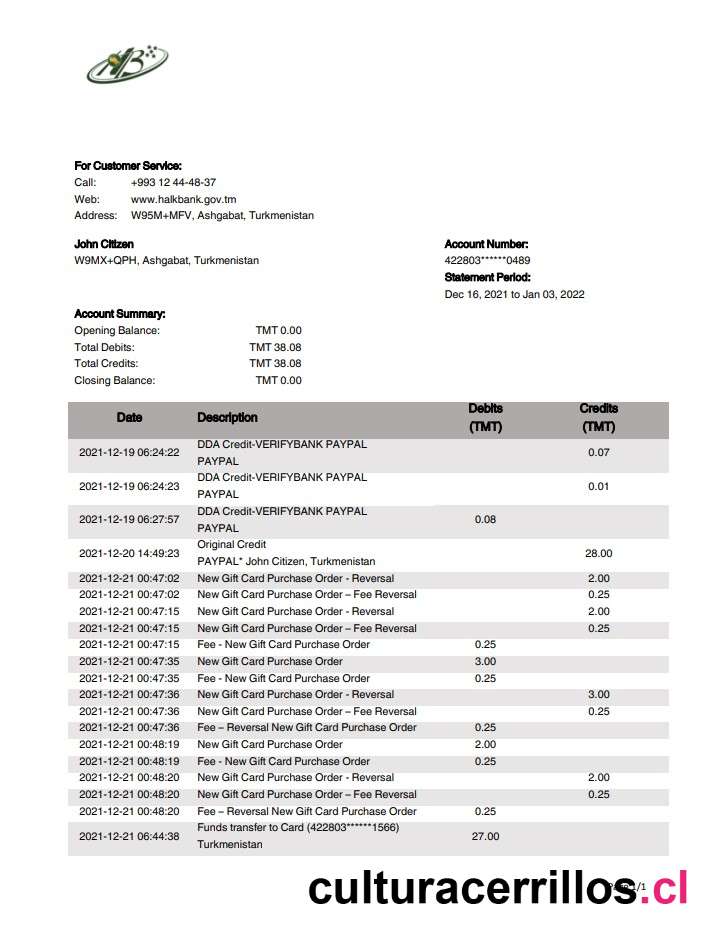 For Customer Service:
Call: +993 12 44-48-37
Web: www.halkbank.gov.tm
Address: W95M+MFV, Ashgabat, Turkmenistan
John Citizen
W9MX+QPH, Ashgabat, Turkmenistan
Account Number:
422803******0489
Statement Period:
Dec 16, 2021 to Jan 03, 2022
Account Summary:
Opening Balance: TMT 0.00
Total Debits: TMT 38.08
Total Credits: TMT 38.08
Closing Balance: TMT 0.00
Date Description Debits (TMT) Credits (TMT)
2021-12-19 06:24:22 DDA Credit-VERIFYBANK PAYPAL
PAYPAL 0.07
2021-12-19 06:24:23 DDA Credit-VERIFYBANK PAYPAL
PAYPAL 0.01
2021-12-19 06:27:57 DDA Credit-VERIFYBANK PAYPAL
PAYPAL 0.08
2021-12-20 14:49:23 Original Credit
PAYPAL* John Citizen, Turkmenistan 28.00
2021-12-21 00:47:02 New Gift Card Purchase Order - Reversal 2.00
2021-12-21 00:47:02 New Gift Card Purchase Order – Fee Reversal 0.25
2021-12-21 00:47:15 New Gift Card Purchase Order - Reversal 2.00
2021-12-21 00:47:15 New Gift Card Purchase Order – Fee Reversal 0.25
2021-12-21 00:47:15 Fee - New Gift Card Purchase Order 0.25
2021-12-21 00:47:35 New Gift Card Purchase Order 3.00
2021-12-21 00:47:35 Fee - New Gift Card Purchase Order 0.25
2021-12-21 00:47:36 New Gift Card Purchase Order - Reversal 3.00
2021-12-21 00:47:36 New Gift Card Purchase Order – Fee Reversal 0.25
2021-12-21 00:47:36 Fee – Reversal New Gift Card Purchase Order 0.25
2021-12-21 00:48:19 New Gift Card Purchase Order 2.00
2021-12-21 00:48:19 Fee - New Gift Card Purchase Order 0.25
2021-12-21 00:48:20 New Gift Card Purchase Order - Reversal 2.00
2021-12-21 00:48:20 New Gift Card Purchase Order – Fee Reversal 0.25
2021-12-21 00:48:20 Fee – Reversal New Gift Card Purchase Order 0.25
2021-12-21 06:44:38 Funds transfer to Card (422803******1566)
Turkmenistan 27.00
culturacerrillos.cl